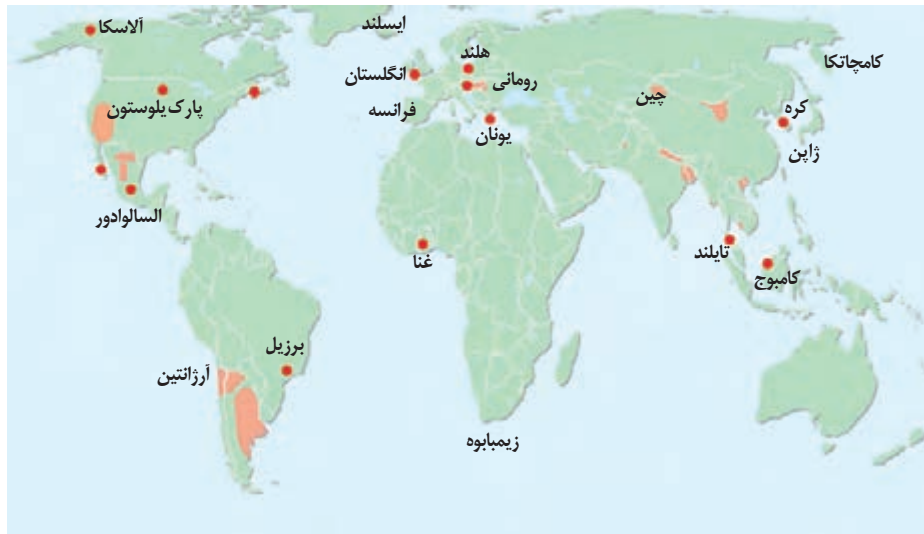 آلاسکا
ایسلند
کامچاتکا
هلند
انگلستان
رومانی
پارک یلوستون
چین
فرانسه
کره
یونان
ژاپن
السالوادور
غنا
تایلند
کامبوج
برزیل
آرژانتین
زیمبابوه